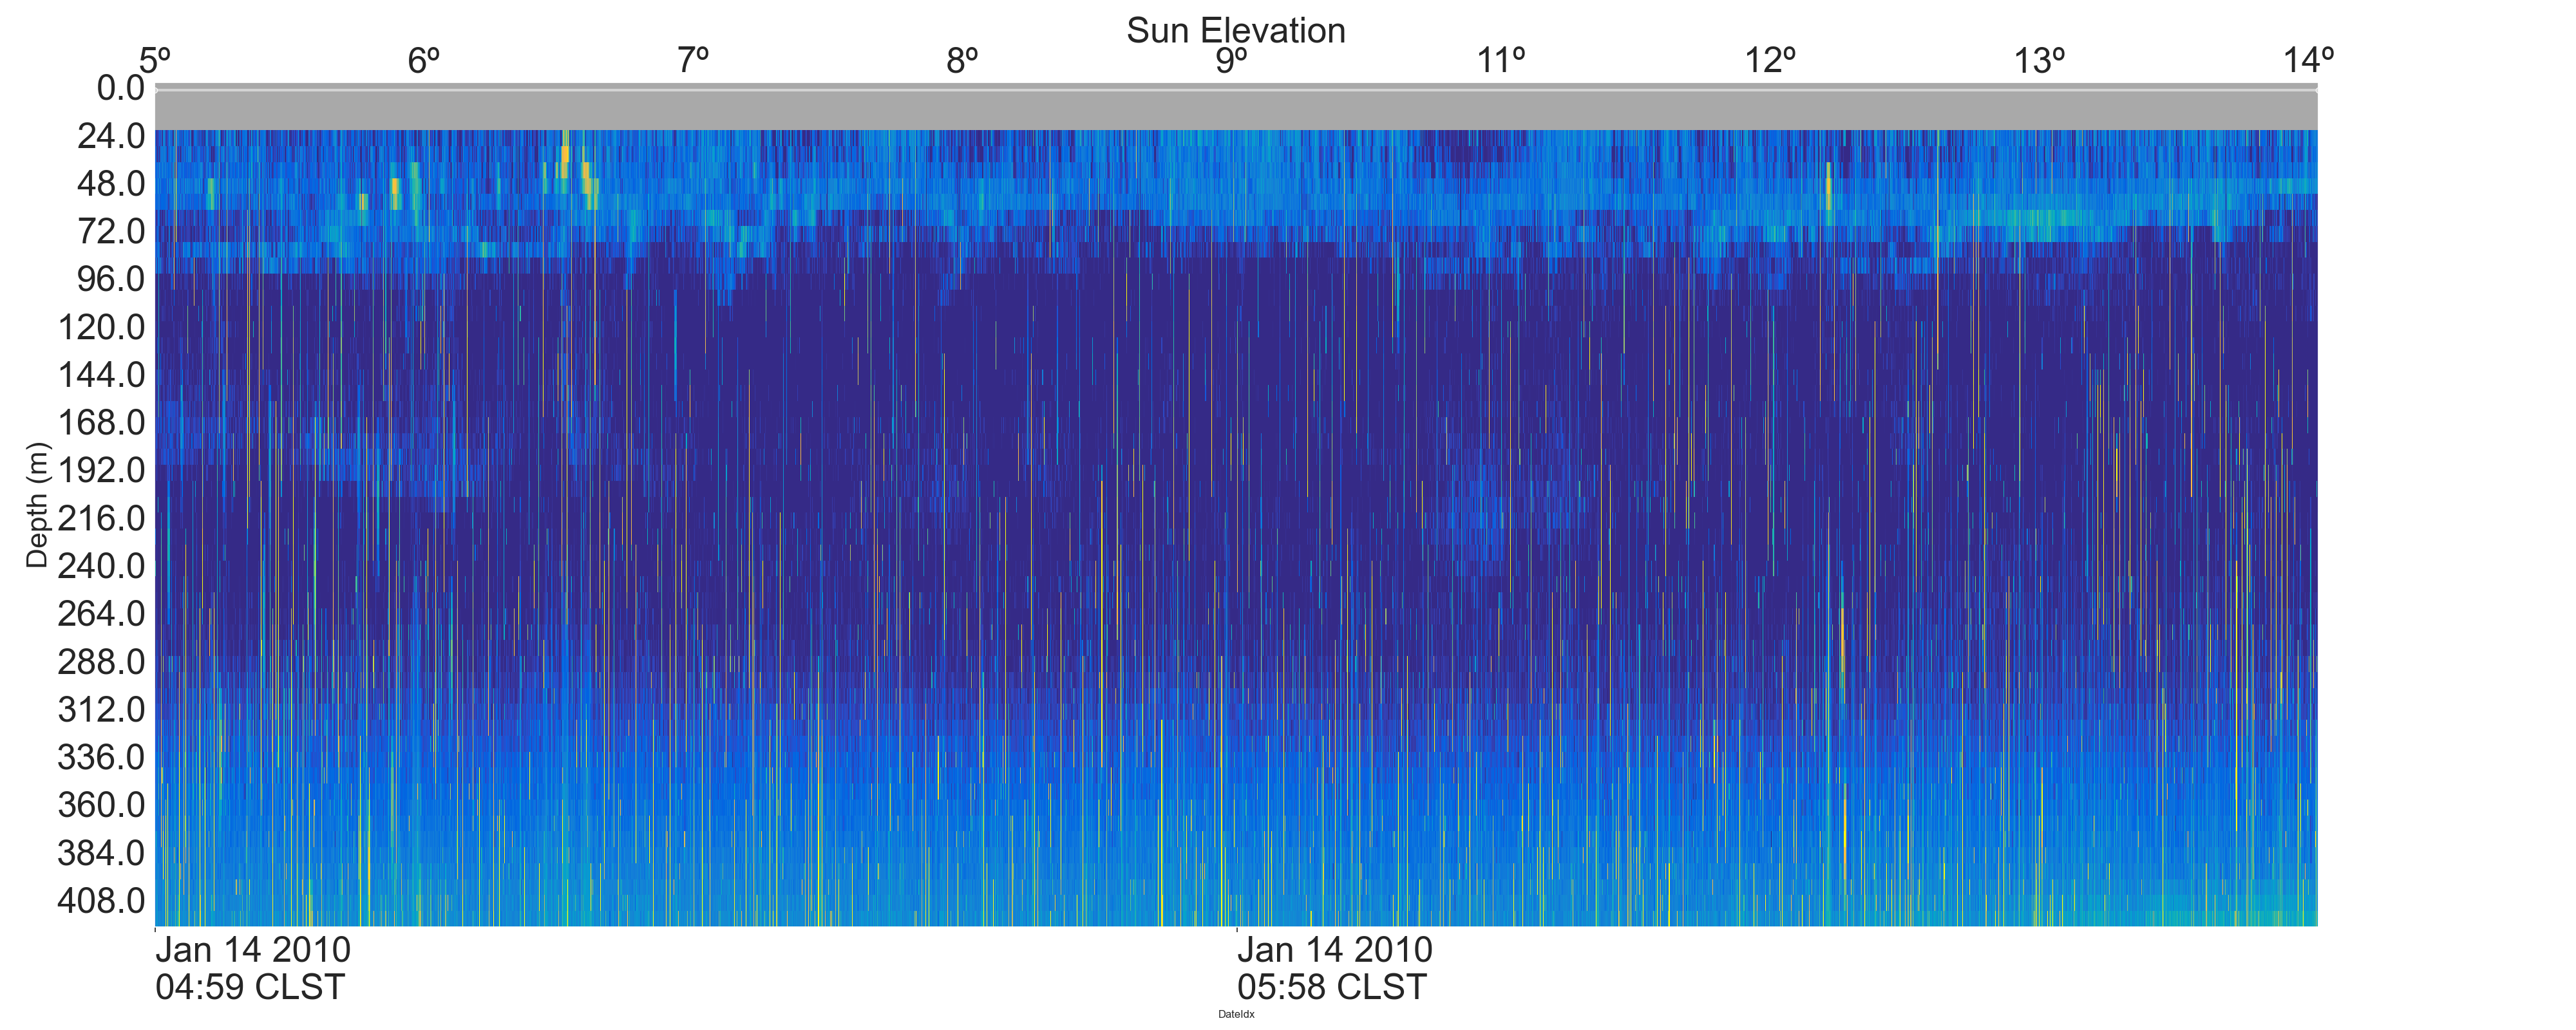 Sun Elevation
5º 6º 7º 8º 9º 11º 12º 13º 14º
0.0
24.0
48.0
72.0
96.0
120.0
144.0
168.0
192.0
216.0
240.0
264.0
288.0
312.0
336.0
360.0
384.0
408.0
Depth (m)
Jan 14 2010
04:59 CLST
Jan 14 2010
05:58 CLST
DateIdx